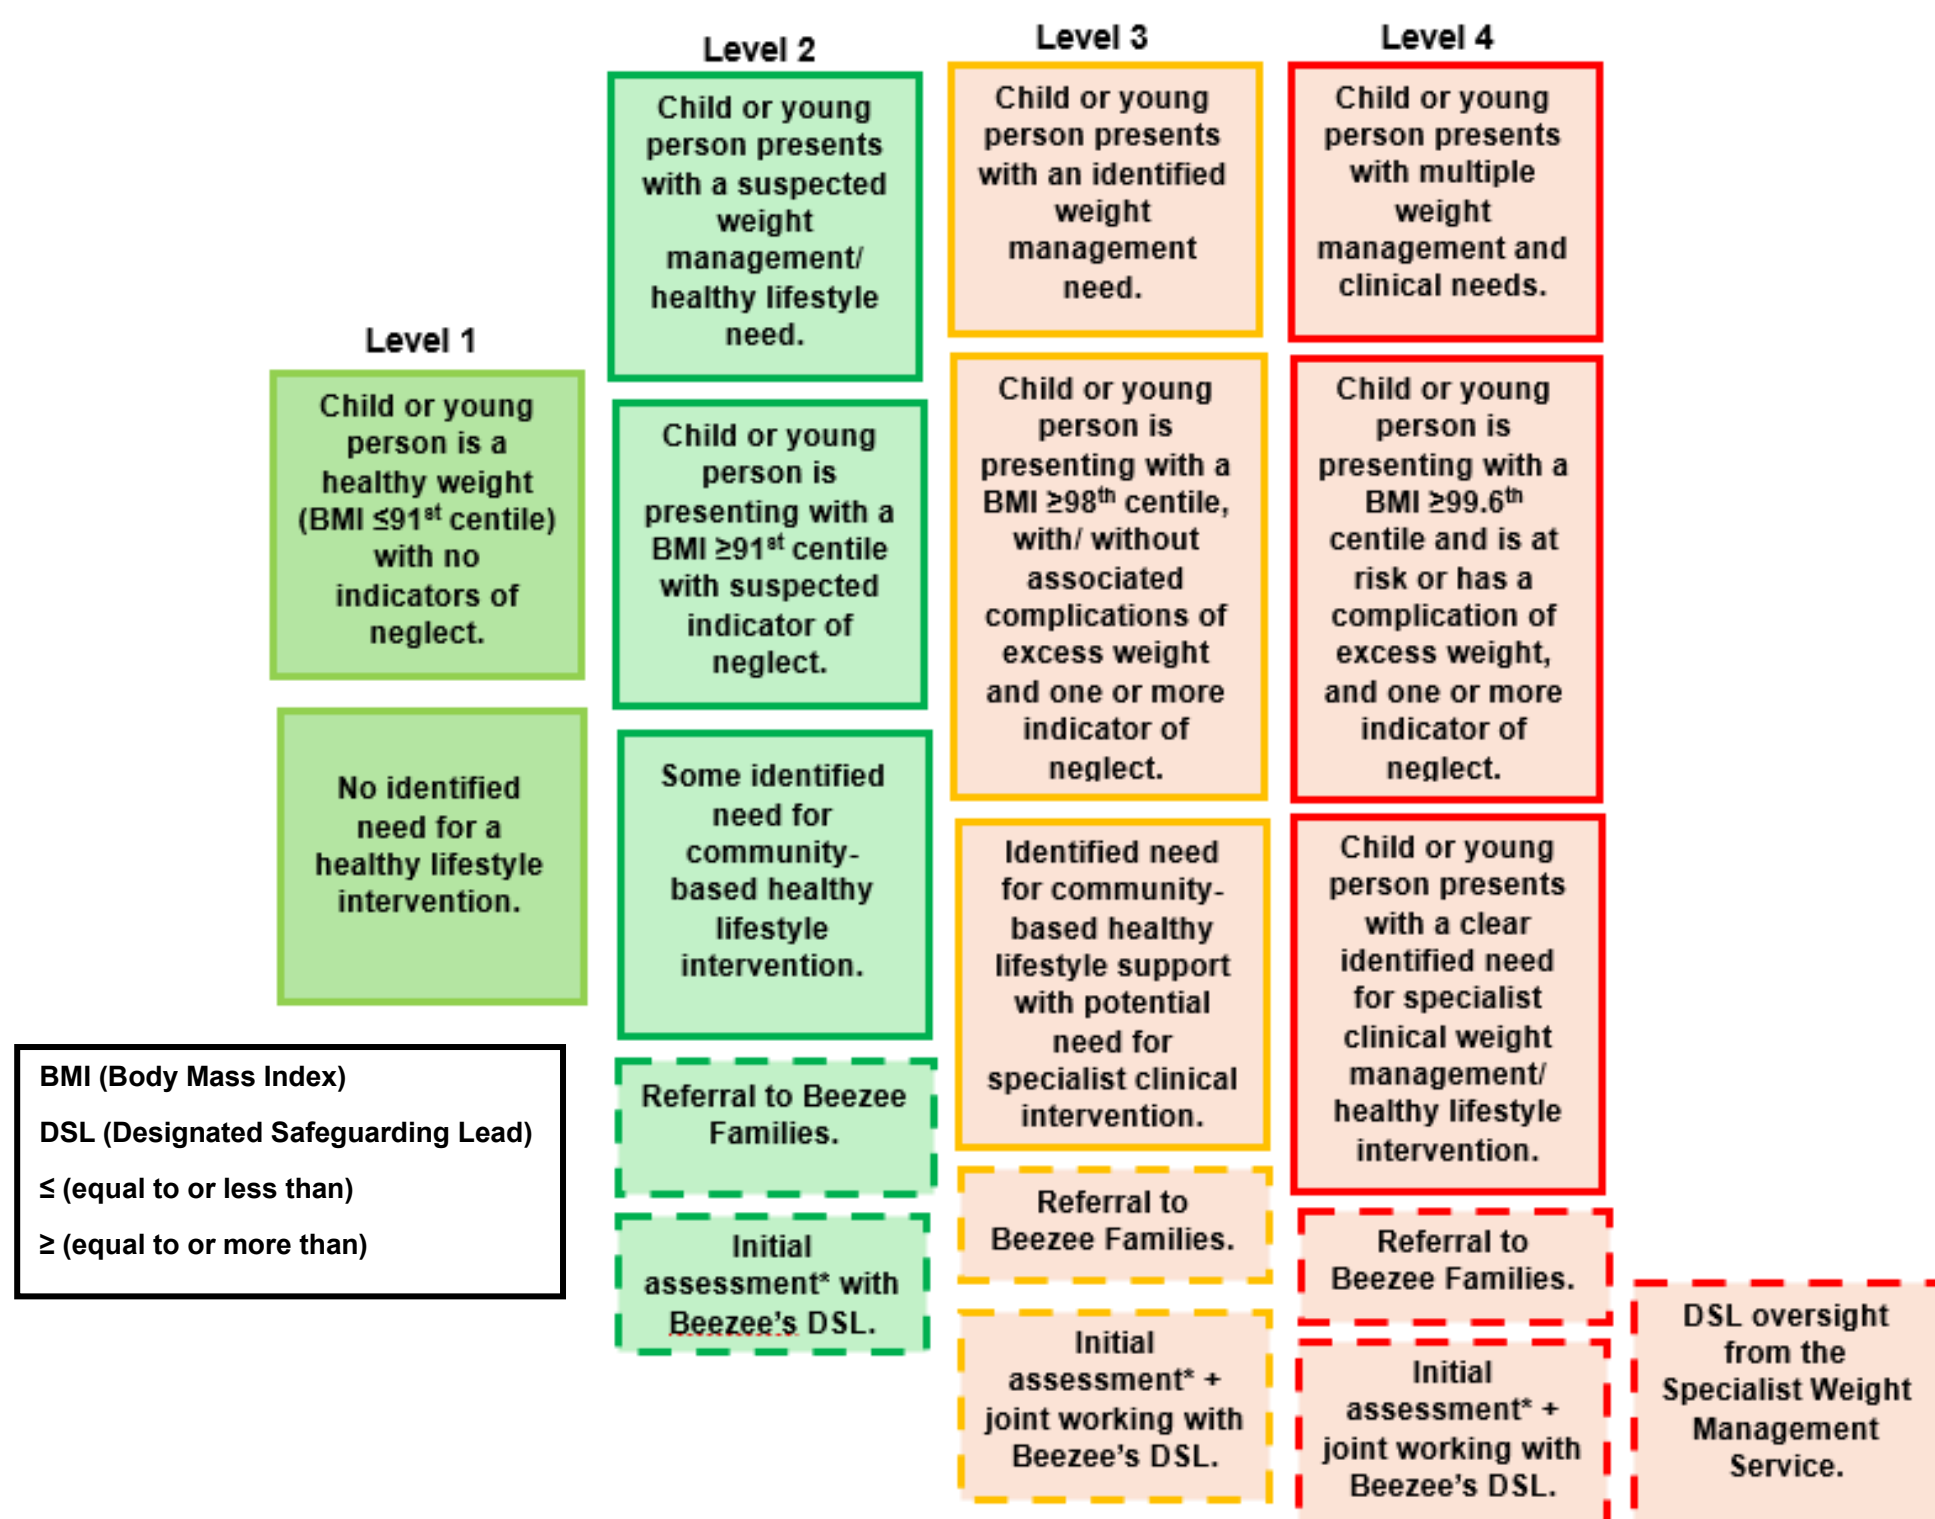 Level 1
Child or young
person is a
healthy weight
(BMI ≤91st centile)
with no
indicators of
neglect.
No identified
need for a
healthy lifestyle
intervention.
Level 2
Child or young
person presents
with a suspected
weight
management/
healthy lifestyle
need.
Child or young
person is
presenting with a
BMI ≥91st centile
with suspected
indicator of
neglect.
Some identified
need for
community-
based healthy
lifestyle
intervention.
Referral to Beezee
Families.
Initial
assessment* with
Beezee’s DSL.
Level 3
Child or young
person presents
with an identified
weight
management
need.
Child or young
person is
presenting with a
BMI ≥98th centile,
with/ without
associated
complications of
excess weight
and one or more
indicator of
neglect.
Identified need
for community-
based healthy
lifestyle support
with potential
need for
specialist clinical
intervention.
Referral to
Beezee Families.
Initial
assessment* +
joint working with
Beezee’s DSL.
Level 4
Child or young
person presents
with multiple
weight
management and
clinical needs.
Child or young
person is
presenting with a
BMI ≥99.6th
centile and is at
risk or has a
complication of
excess weight,
and one or more
indicator of
neglect.
Child or young
person presents
with a clear
identified need
for specialist
clinical weight
management/
healthy lifestyle
intervention.
Referral to
Beezee Families.
Initial
assessment* +
joint working with
Beezee’s DSL.
DSL oversight
from the
Specialist Weight
Management
Service.
BMI (Body Mass Index)
DSL (Designated Safeguarding Lead)
≤ (equal to or less than)
≥ (equal to or more than)